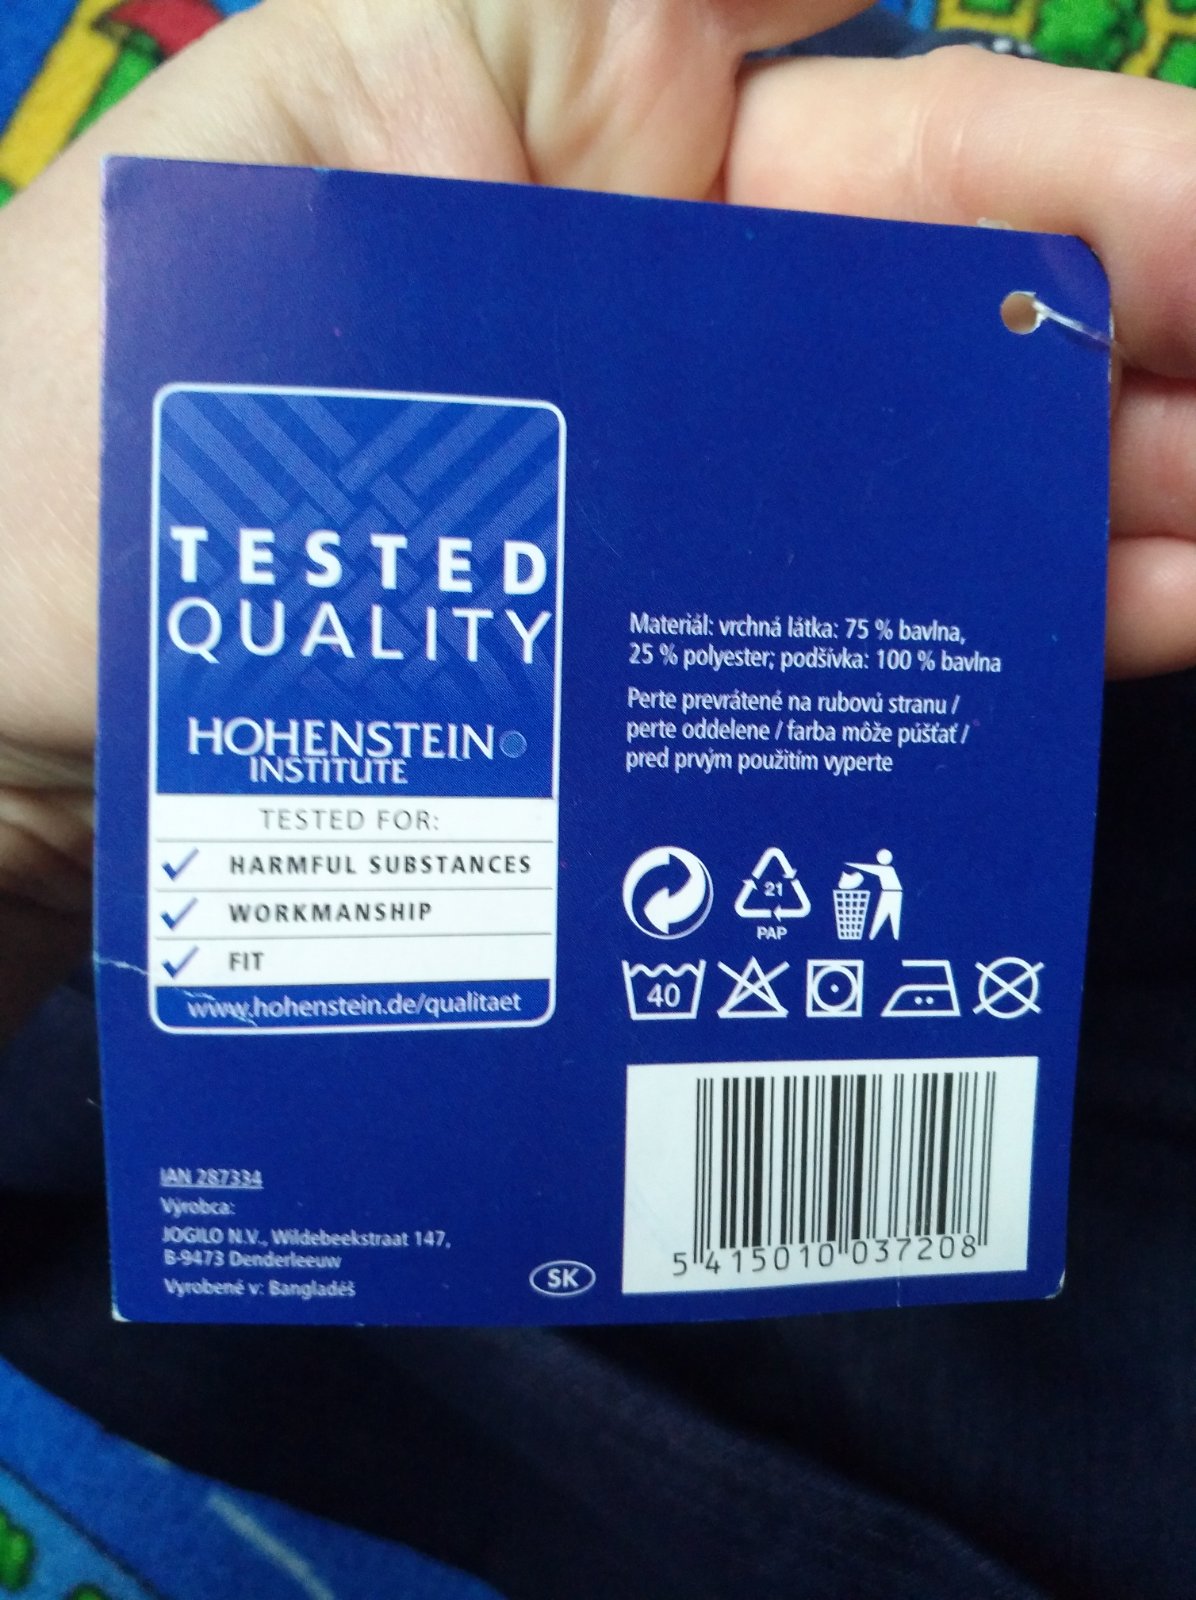 TESTED
QUALITY
HOHENSTEIN
INSTITUTE
TESTED FOR:
HARMFUL SUBSTANCES
WORKMANSHIP
FIT
www.hohenstein.de/qualitaet
Materiál: vrchná látka: 75 % bavlna,
25 % polyester; podšívka: 100 % bavlna
Perte prevrátené na rubovú stranu /
perte oddelene / farba môže púšťať /
pred prvým použitím vyperte
21
PAP
40
IAN 287334
Výrobca:
JOGILO N.V., Wildebeekstraat 147,
B-9473 Denderleeuw
Vyrobené v: Bangladéš
SK
5 415010 037208